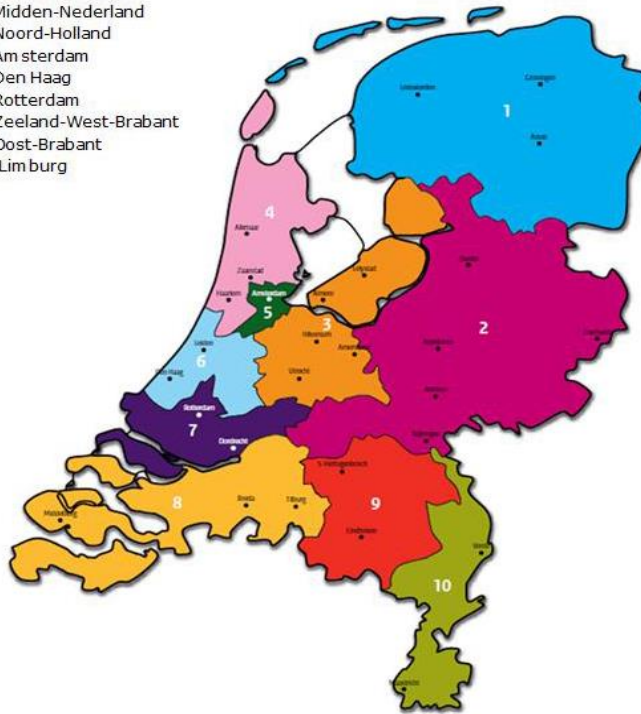 Midden-Nederland
Noord-Holland
Amsterdam
Den Haag
Rotterdam
Zeeland-West-Brabant
Oost-Brabant
Limburg
Leeuwarden
Groningen
1
Assen
4
Alkmaar
Zaanstad
Haarlem
Amsterdam
5
Lelystad
Almere
Zwolle
3
Hilversum
Amersfoort
Utrecht
2
Enschede
Apeldoorn
Arnhem
Nijmegen
Leiden
6
Den Haag
Rotterdam
7
Dordrecht
8
Breda
Tilburg
Middelburg
's-Hertogenbosch
9
Eindhoven
10
Venlo
Maastricht